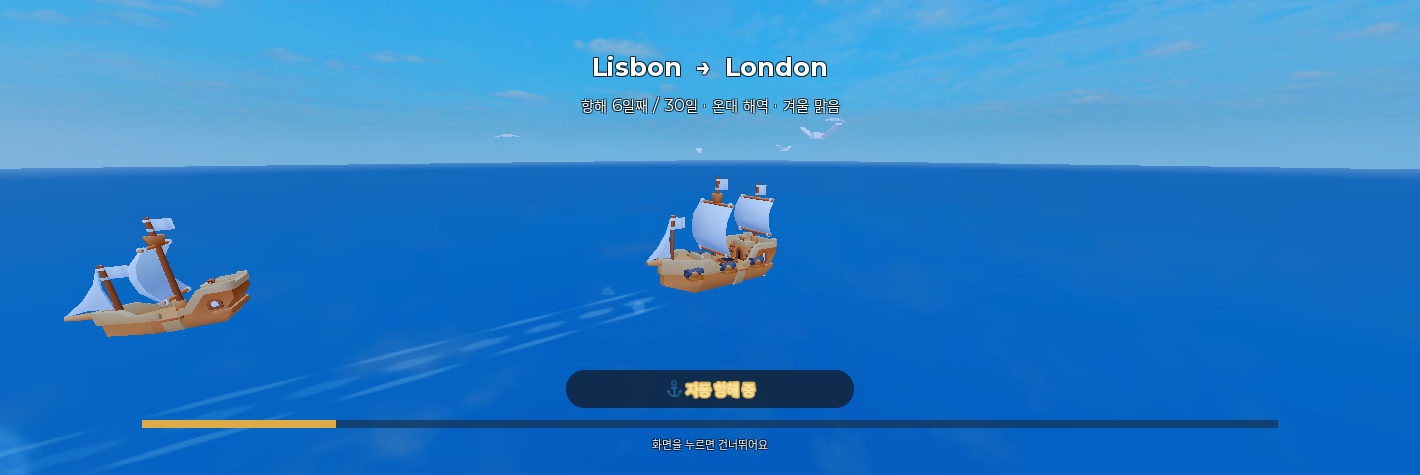 Lisbon → London
항해 6일째 / 30일 · 온대 해역 · 겨울 맑음
⚓ 자동 항해 중
화면을 누르면 건너뛰어요